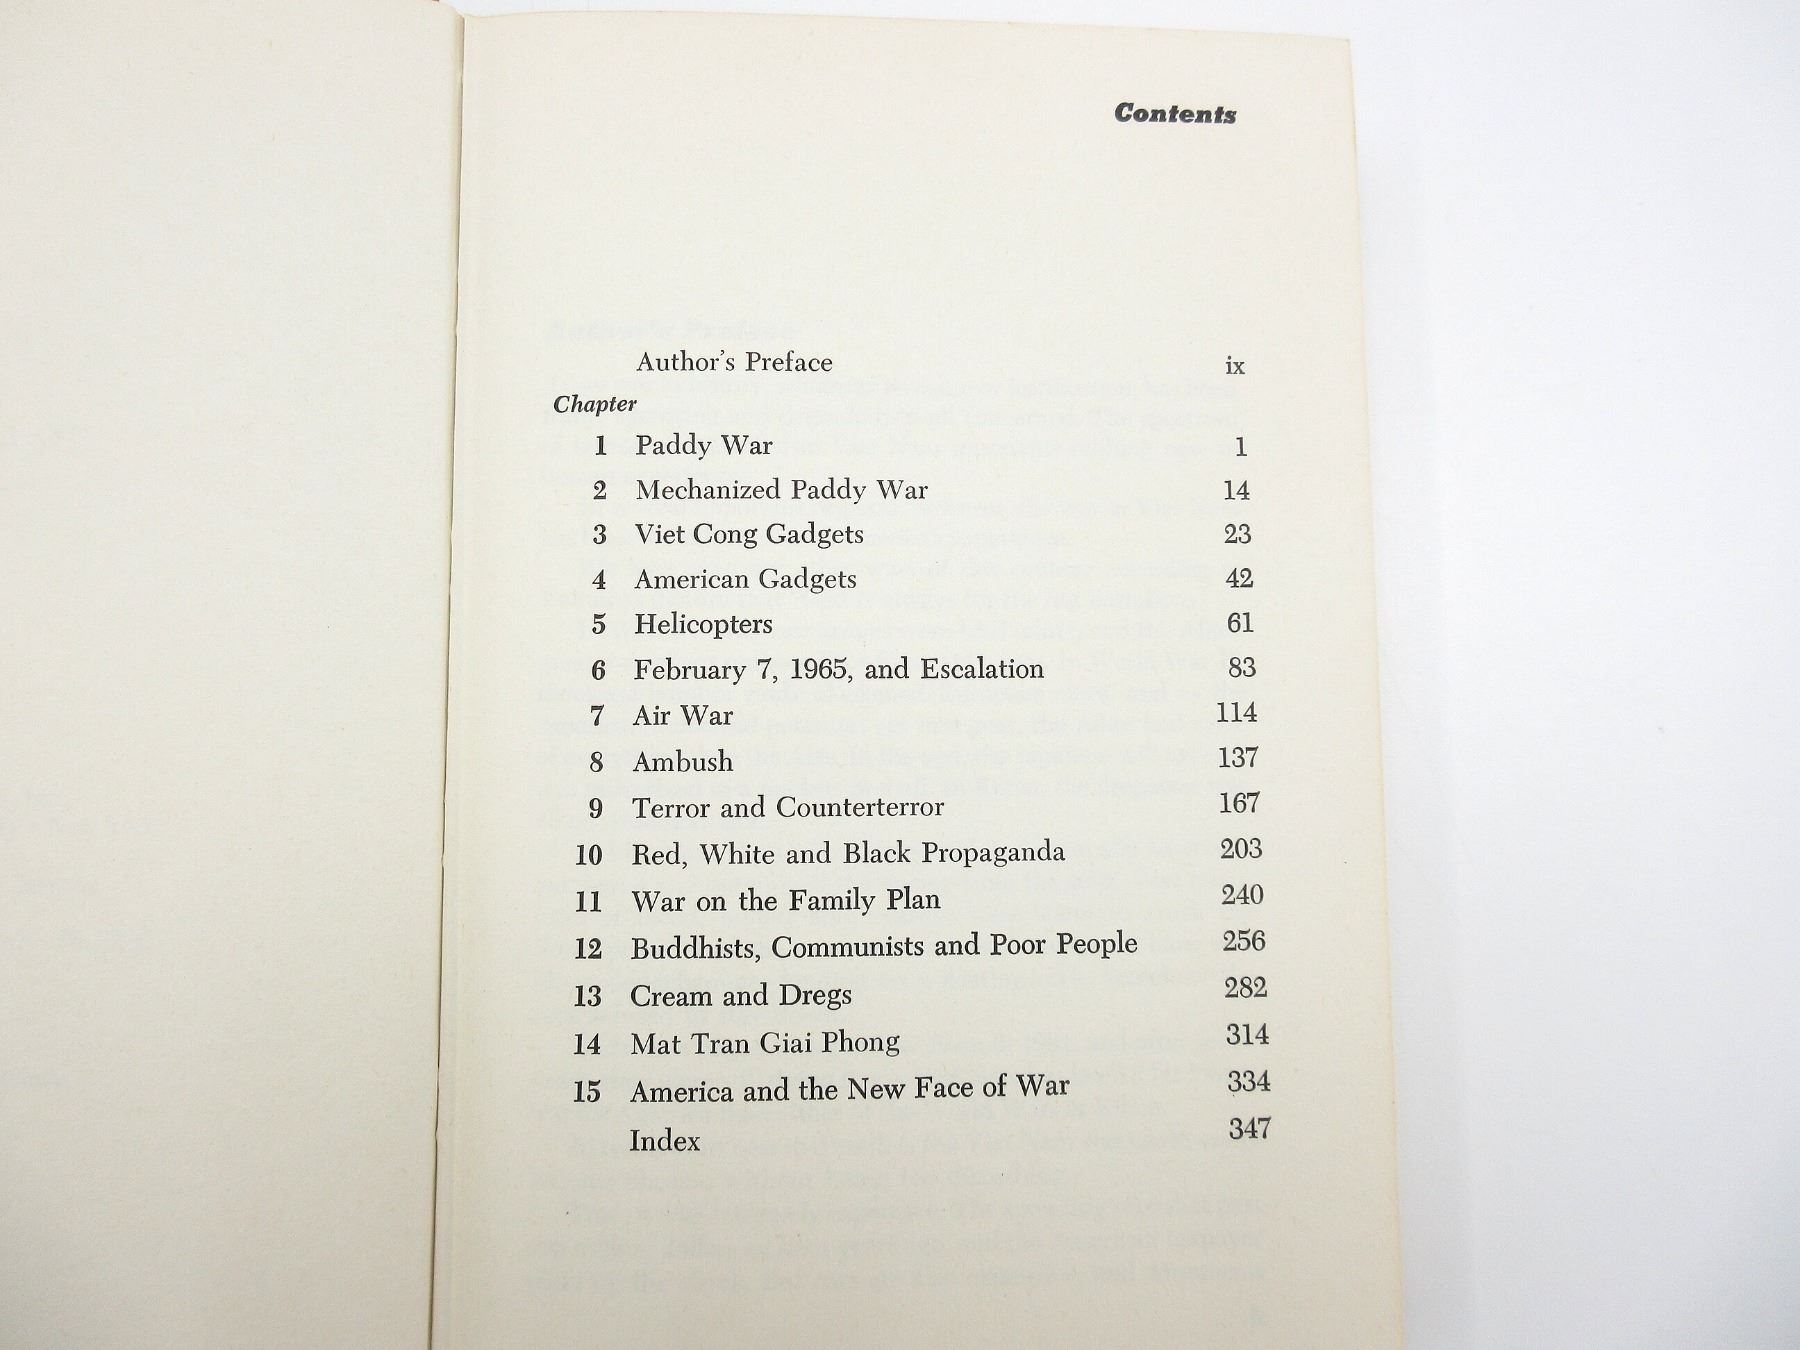 Contents
Author's Preface ix
Chapter
1 Paddy War 1
2 Mechanized Paddy War 14
3 Viet Cong Gadgets 23
4 American Gadgets 42
5 Helicopters 61
6 February 7, 1965, and Escalation 83
7 Air War 114
8 Ambush 137
9 Terror and Counterterror 167
10 Red, White and Black Propaganda 203
11 War on the Family Plan 240
12 Buddhists, Communists and Poor People 256
13 Cream and Dregs 282
14 Mat Tran Giai Phong 314
15 America and the New Face of War 334
Index 347